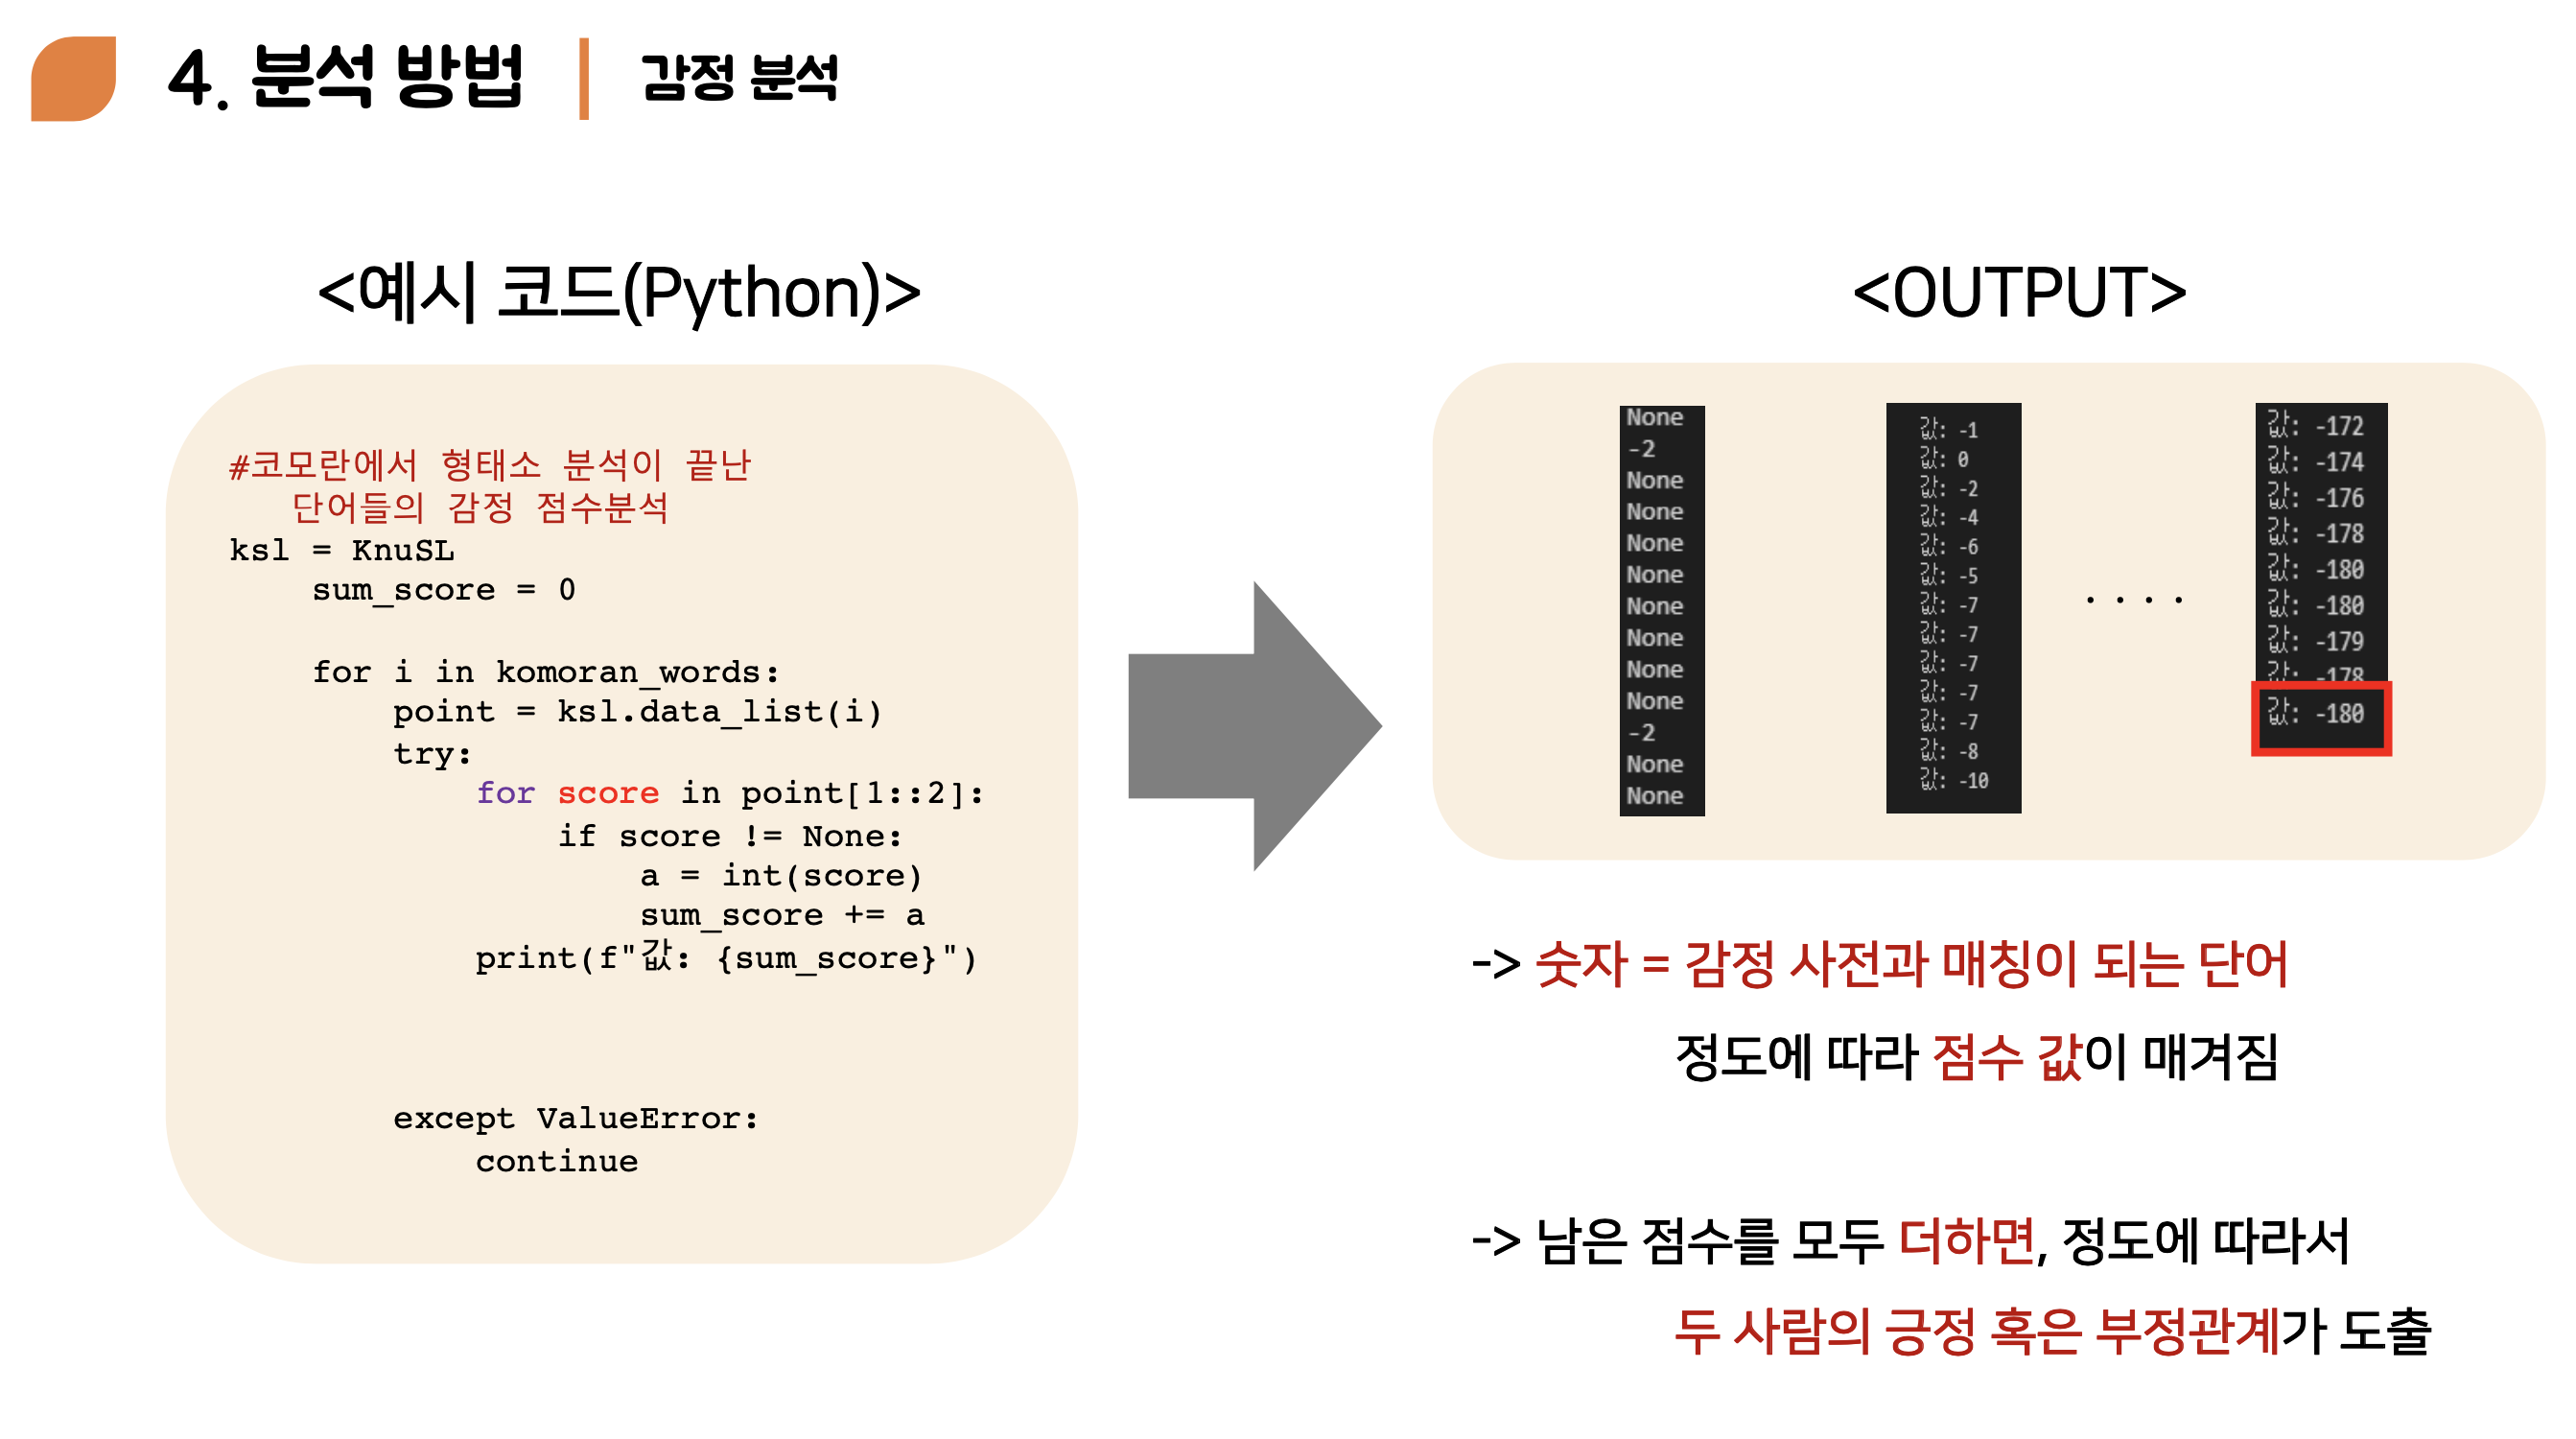 4. 분석 방법
감정 분석
<예시 코드(Python)>
#코모란에서 형태소 분석이 끝난
단어들의 감정 점수분석
ksl = KnuSL
sum_score = 0
for i in komoran_words:
point = ksl.data_list(i)
try:
for score in point[1::2]:
if score != None:
a = int(score)
sum_score += a
print(f"값: {sum_score}")
except ValueError:
continue
<OUTPUT>
None
-2
None
None
None
None
None
None
None
None
-2
None
None
값: -1
값: 0
값: -2
값: -4
값: -6
값: -5
값: -7
값: -7
값: -7
값: -7
값: -7
값: -8
값: -10
. . . .
값: -172
값: -174
값: -176
값: -178
값: -180
값: -180
값: -179
값: -178
값: -180
-> 숫자 = 감정 사전과 매칭이 되는 단어
정도에 따라 점수 값이 매겨짐
-> 남은 점수를 모두 더하면, 정도에 따라서
두 사람의 긍정 혹은 부정관계가 도출